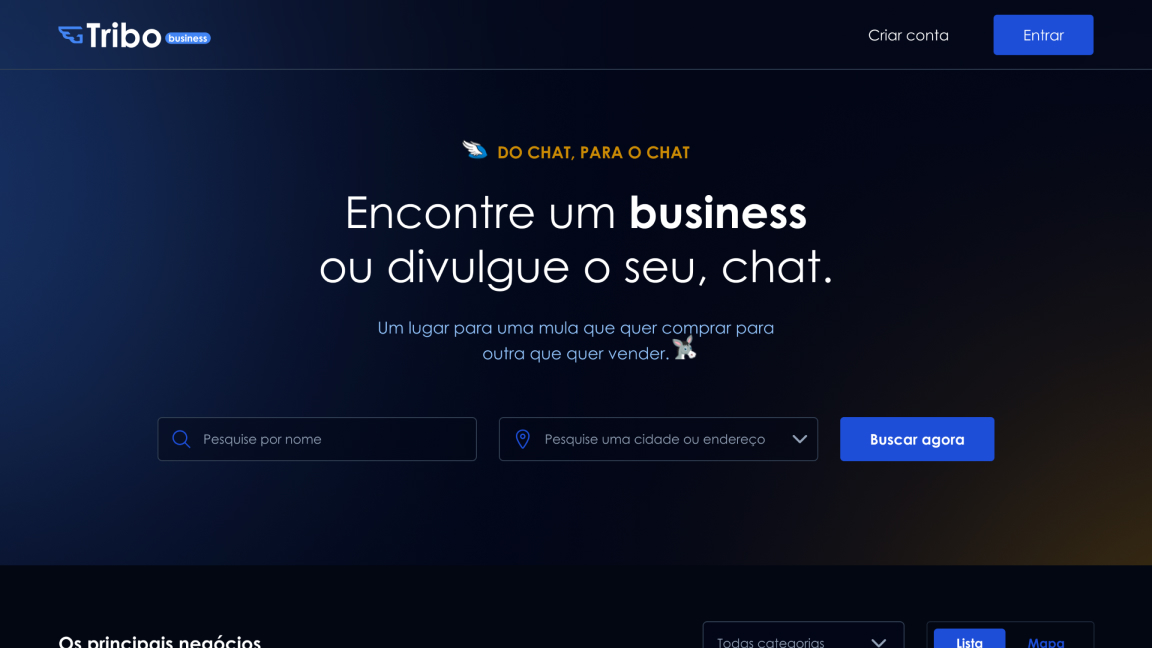 Tribo business
Criar conta
Entrar
DO CHAT, PARA O CHAT
Encontre um business
ou divulgue o seu, chat.
Um lugar para uma mula que quer comprar para
outra que quer vender.
Pesquise por nome
Pesquise uma cidade ou endereço
Buscar agora
Os principais negócios
Todas categorias
Lista
Mapa